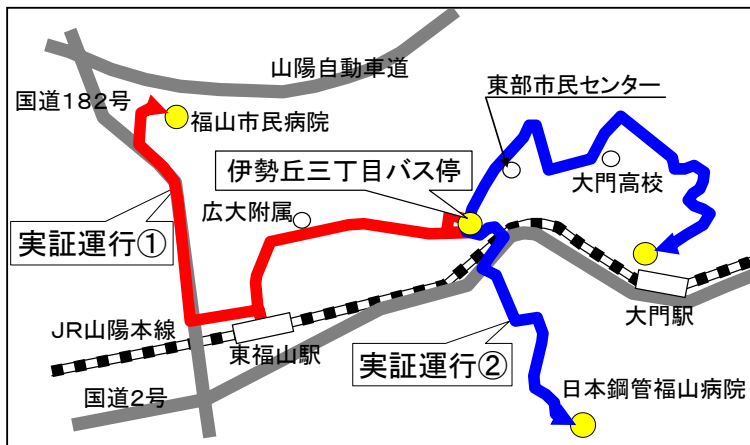 山陽自動車道
東部市民センター
国道182号
福山市民病院
伊勢丘三丁目バス停
大門高校
広大附属
実証運行①
JR山陽本線
東福山駅
大門駅
実証運行②
国道2号
日本鋼管福山病院